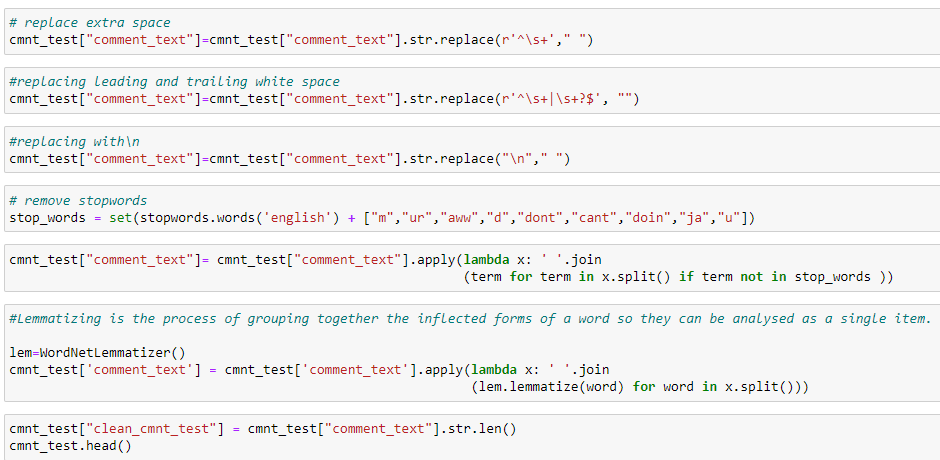 # replace extra space
cmnt_test["comment_text"]=cmnt_test["comment_text"].str.replace(r'^\s+'," ")
#replacing leading and trailing white space
cmnt_test["comment_text"]=cmnt_test["comment_text"].str.replace(r'^\s+|\s+?$', "")
#replacing with\n
cmnt_test["comment_text"]=cmnt_test["comment_text"].str.replace("\n"," ")
# remove stopwords
stop_words = set(stopwords.words('english') + ["m","ur","aww","d","dont","cant","doin","ja","u"])
cmnt_test["comment_text"]= cmnt_test["comment_text"].apply(lambda x: ' '.join
(term for term in x.split() if term not in stop_words ))
#Lemmatizing is the process of grouping together the inflected forms of a word so they can be analysed as a single item.
lem=WordNetLemmatizer()
cmnt_test['comment_text'] = cmnt_test['comment_text'].apply(lambda x: ' '.join
(lem.lemmatize(word) for word in x.split()))
cmnt_test["clean_cmnt_test"] = cmnt_test["comment_text"].str.len()
cmnt_test.head()